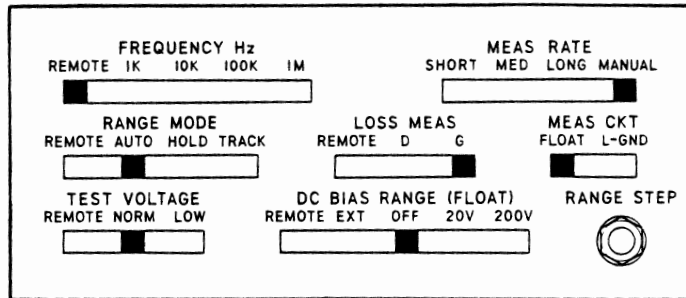 FREQUENCY Hz
REMOTE 1K 10K 100K 1M
MEAS RATE
SHORT MED LONG MANUAL
RANGE MODE
REMOTE AUTO HOLD TRACK
LOSS MEAS
REMOTE D G
MEAS CKT
FLOAT L-GND
TEST VOLTAGE
REMOTE NORM LOW
DC BIAS RANGE (FLOAT)
REMOTE EXT OFF 20V 200V
RANGE STEP